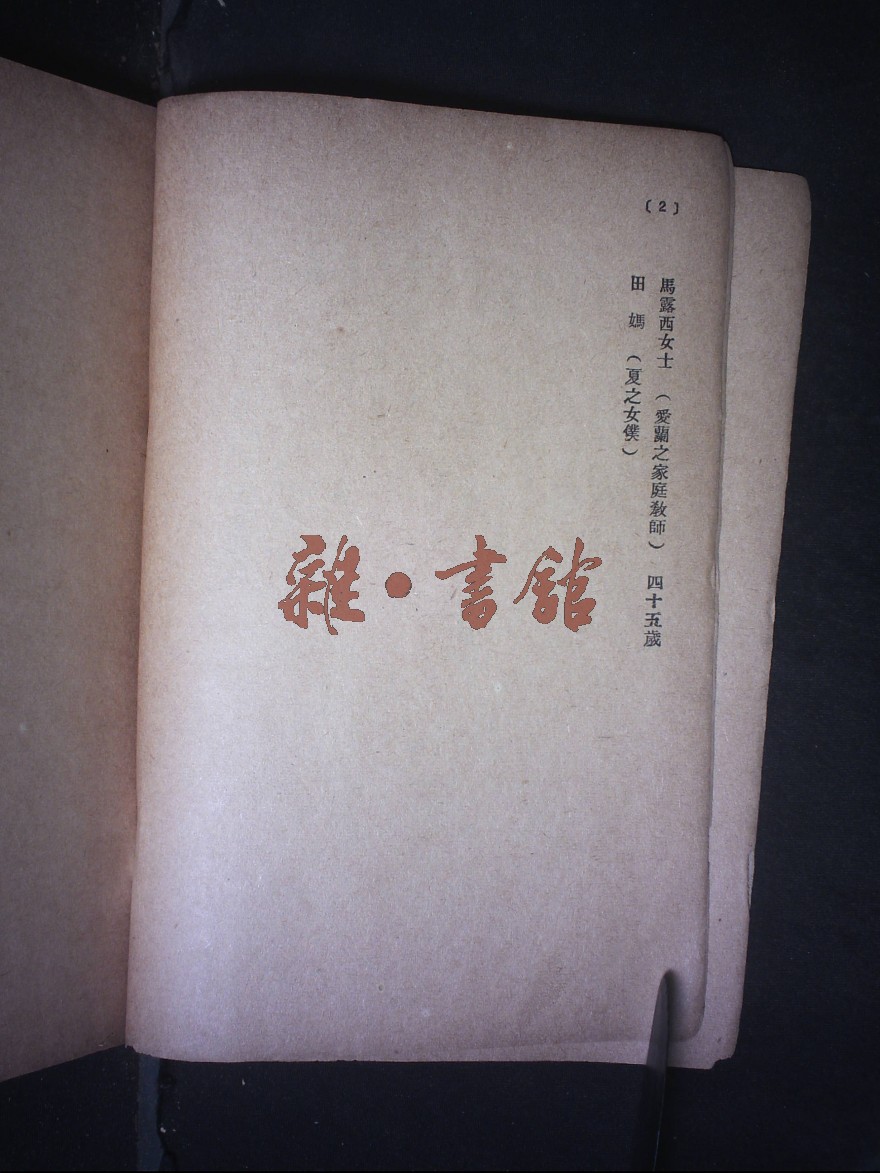 〔2〕
馬露西女士 （愛蘭之家庭教師） 四十五歲
田 媽 （夏之女僕）
雜·書館